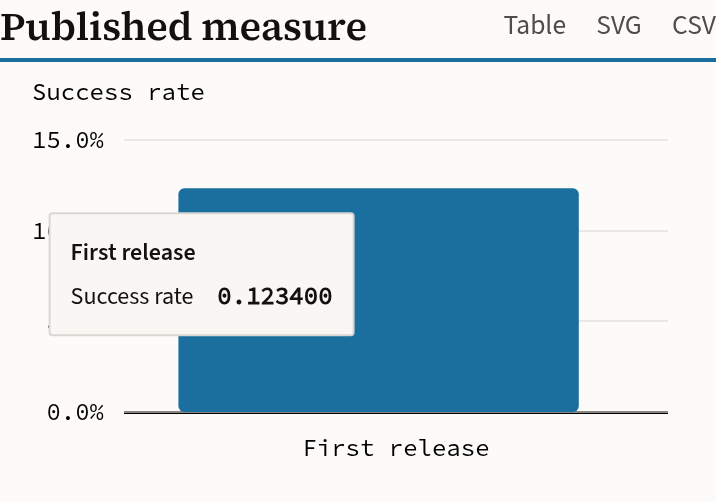 Published measure
Table SVG CSV
Success rate
15.0%
First release
Success rate 0.123400
0.0%
First release